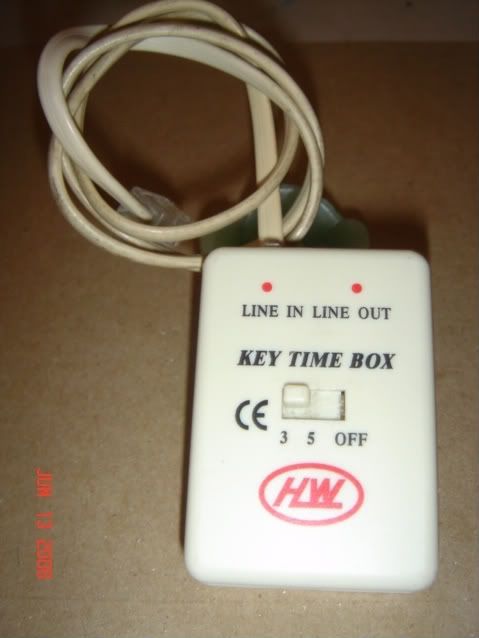 LINE IN LINE OUT
KEY TIME BOX
CE
3 5 OFF
HW
JUN 13 2008